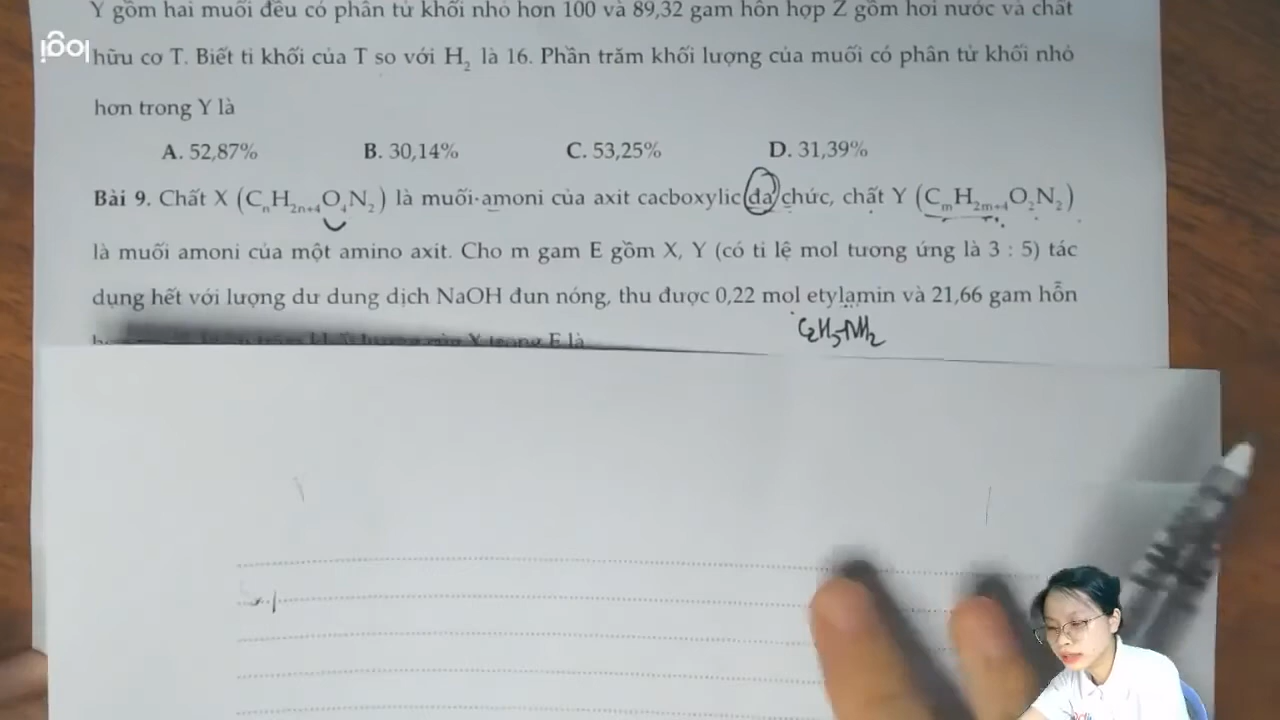 Y gồm hai muối đều có phân tử khối nhỏ hơn 100 và 89,32 gam hỗn hợp Z gồm hơi nước và chất
logi
hữu cơ T. Biết tỉ khối của T so với H2 là 16. Phần trăm khối lượng của muối có phân tử khối nhỏ
hơn trong Y là
A. 52,87% B. 30,14% C. 53,25% D. 31,39%
Bài 9. Chất X (CnH2n+4O4N2) là muối amoni của axit cacboxylic đa chức, chất Y (CmH2m+4O2N2)
là muối amoni của một amino axit. Cho m gam E gồm X, Y (có tỉ lệ mol tương ứng là 3 : 5) tác
dụng hết với lượng dư dung dịch NaOH đun nóng, thu được 0,22 mol etylamin và 21,66 gam hỗn
C2H5NH2
Y trong E là